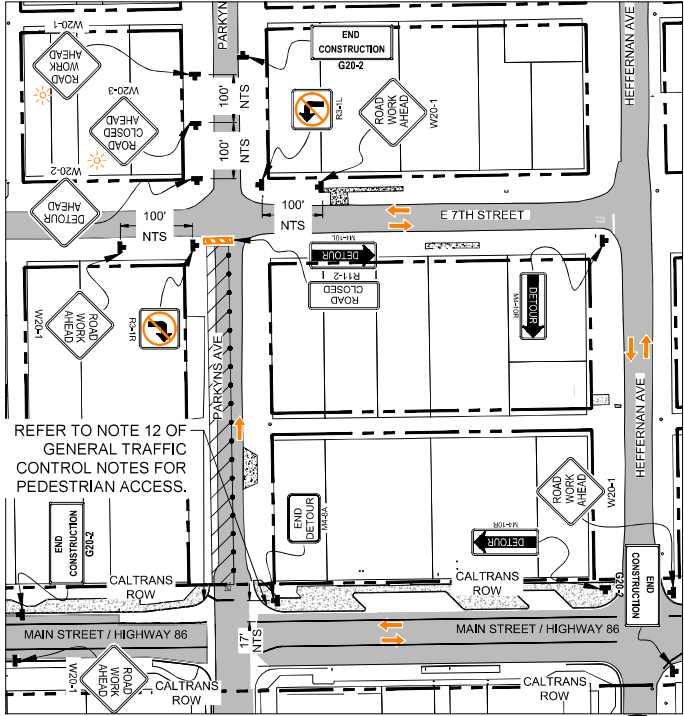 W20-1
ROAD
WORK
AHEAD
W20-3
ROAD
CLOSED
AHEAD
W20-2
DETOUR
AHEAD
PARKYNS
END
CONSTRUCTION
G20-2
R3-1L
ROAD
WORK
AHEAD
W20-1
HEFFERNAN AVE
100'
NTS
100'
NTS
100'
NTS
100'
NTS
E 7TH STREET
M4-10L
DETOUR
R11-2
ROAD
CLOSED
M4-10R
DETOUR
W20-1
ROAD
WORK
AHEAD
R3-1R
PARKYNS AVE
HEFFERNAN AVE
REFER TO NOTE 12 OF
GENERAL TRAFFIC
CONTROL NOTES FOR
PEDESTRIAN ACCESS.
END
CONSTRUCTION
G20-2
END
DETOUR
M4-8A
ROAD
WORK
AHEAD
W20-1
M4-10R
DETOUR
CALTRANS
ROW
CALTRANS
ROW
G20-2
END
CONSTRUCTION
MAIN STREET / HIGHWAY 86
17'
NTS
MAIN STREET / HIGHWAY 86
W20-1
ROAD
WORK
AHEAD
CALTRANS
ROW
CALTRANS
ROW